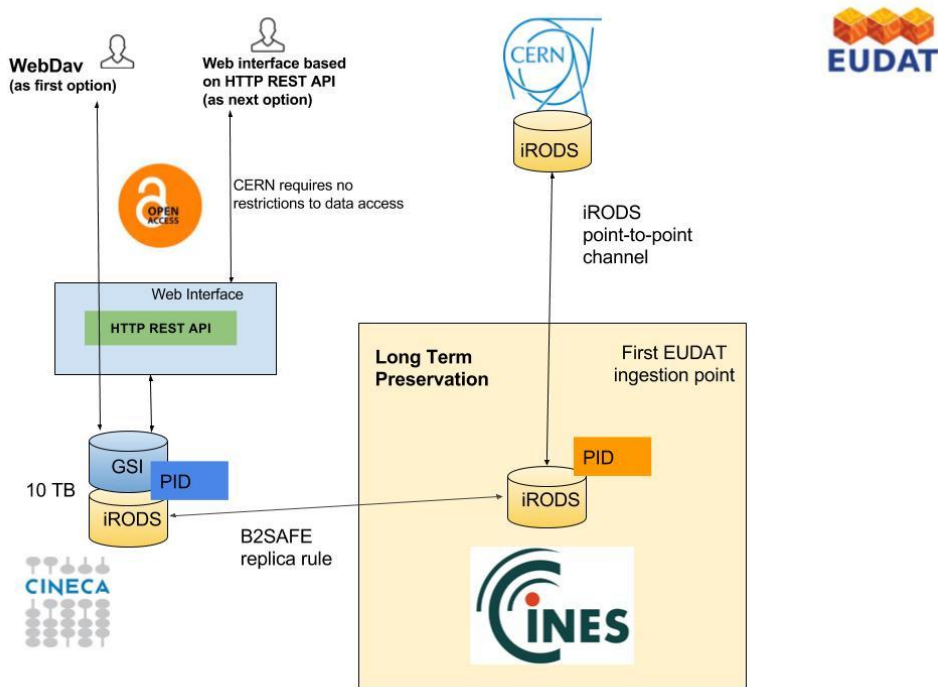 WebDav
(as first option)
Web interface based
on HTTP REST API
(as next option)
CERN
iRODS
EUDAT
OPEN
ACCESS
CERN requires no
restrictions to data access
iRODS
point-to-point
channel
Web Interface
HTTP REST API
Long Term
Preservation
First EUDAT
ingestion point
GSI
PID
10 TB
iRODS
PID
iRODS
B2SAFE
replica rule
CINECA
CINES